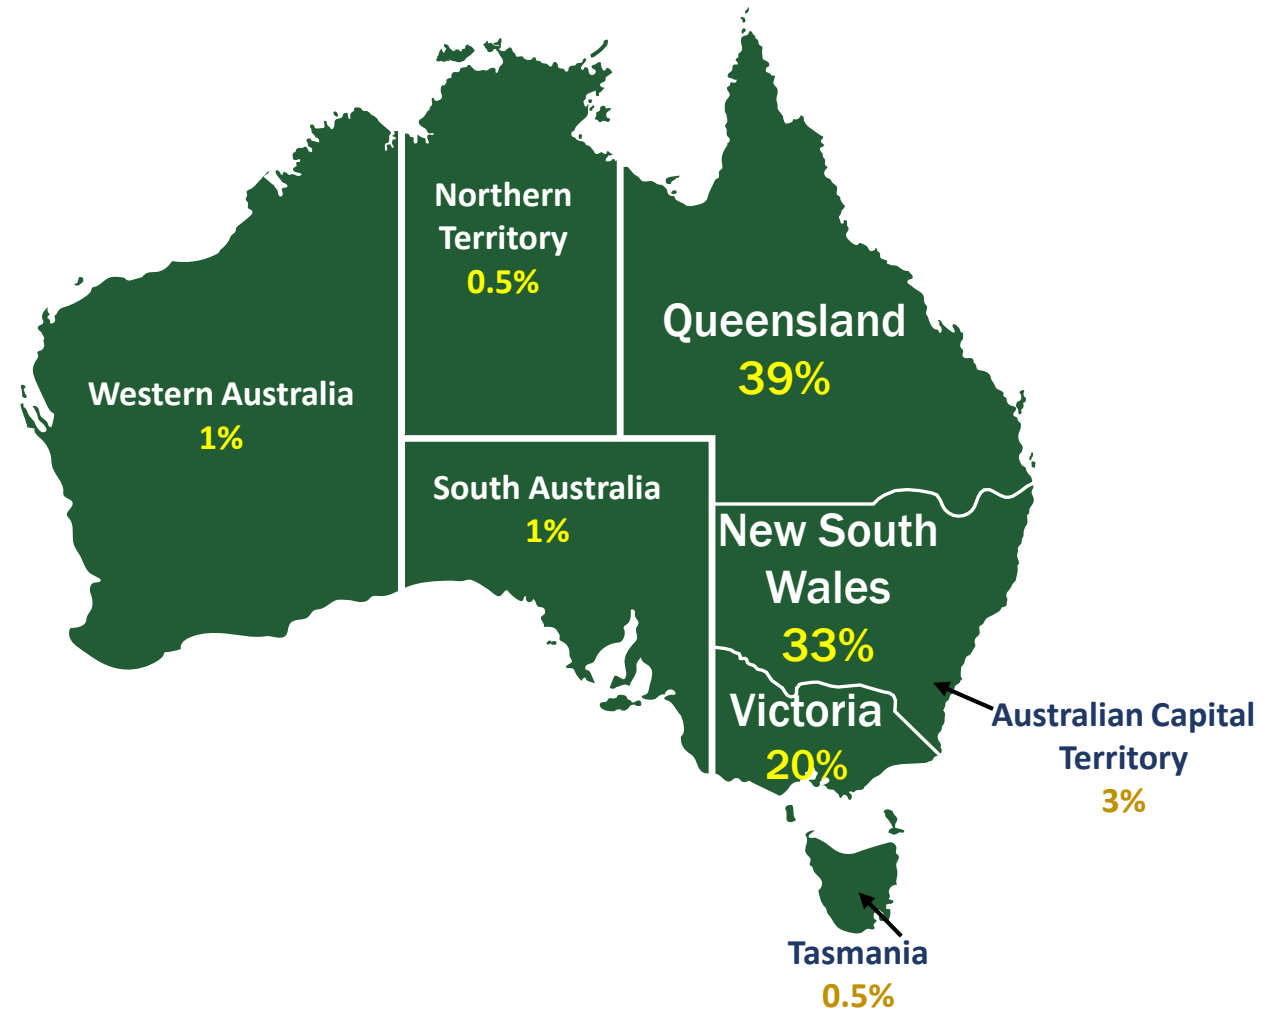 Northern
Territory
0.5%
Queensland
39%
Western Australia
1%
South Australia
1%
New South
Wales
33%
Victoria
20%
Australian Capital
Territory
3%
Tasmania
0.5%